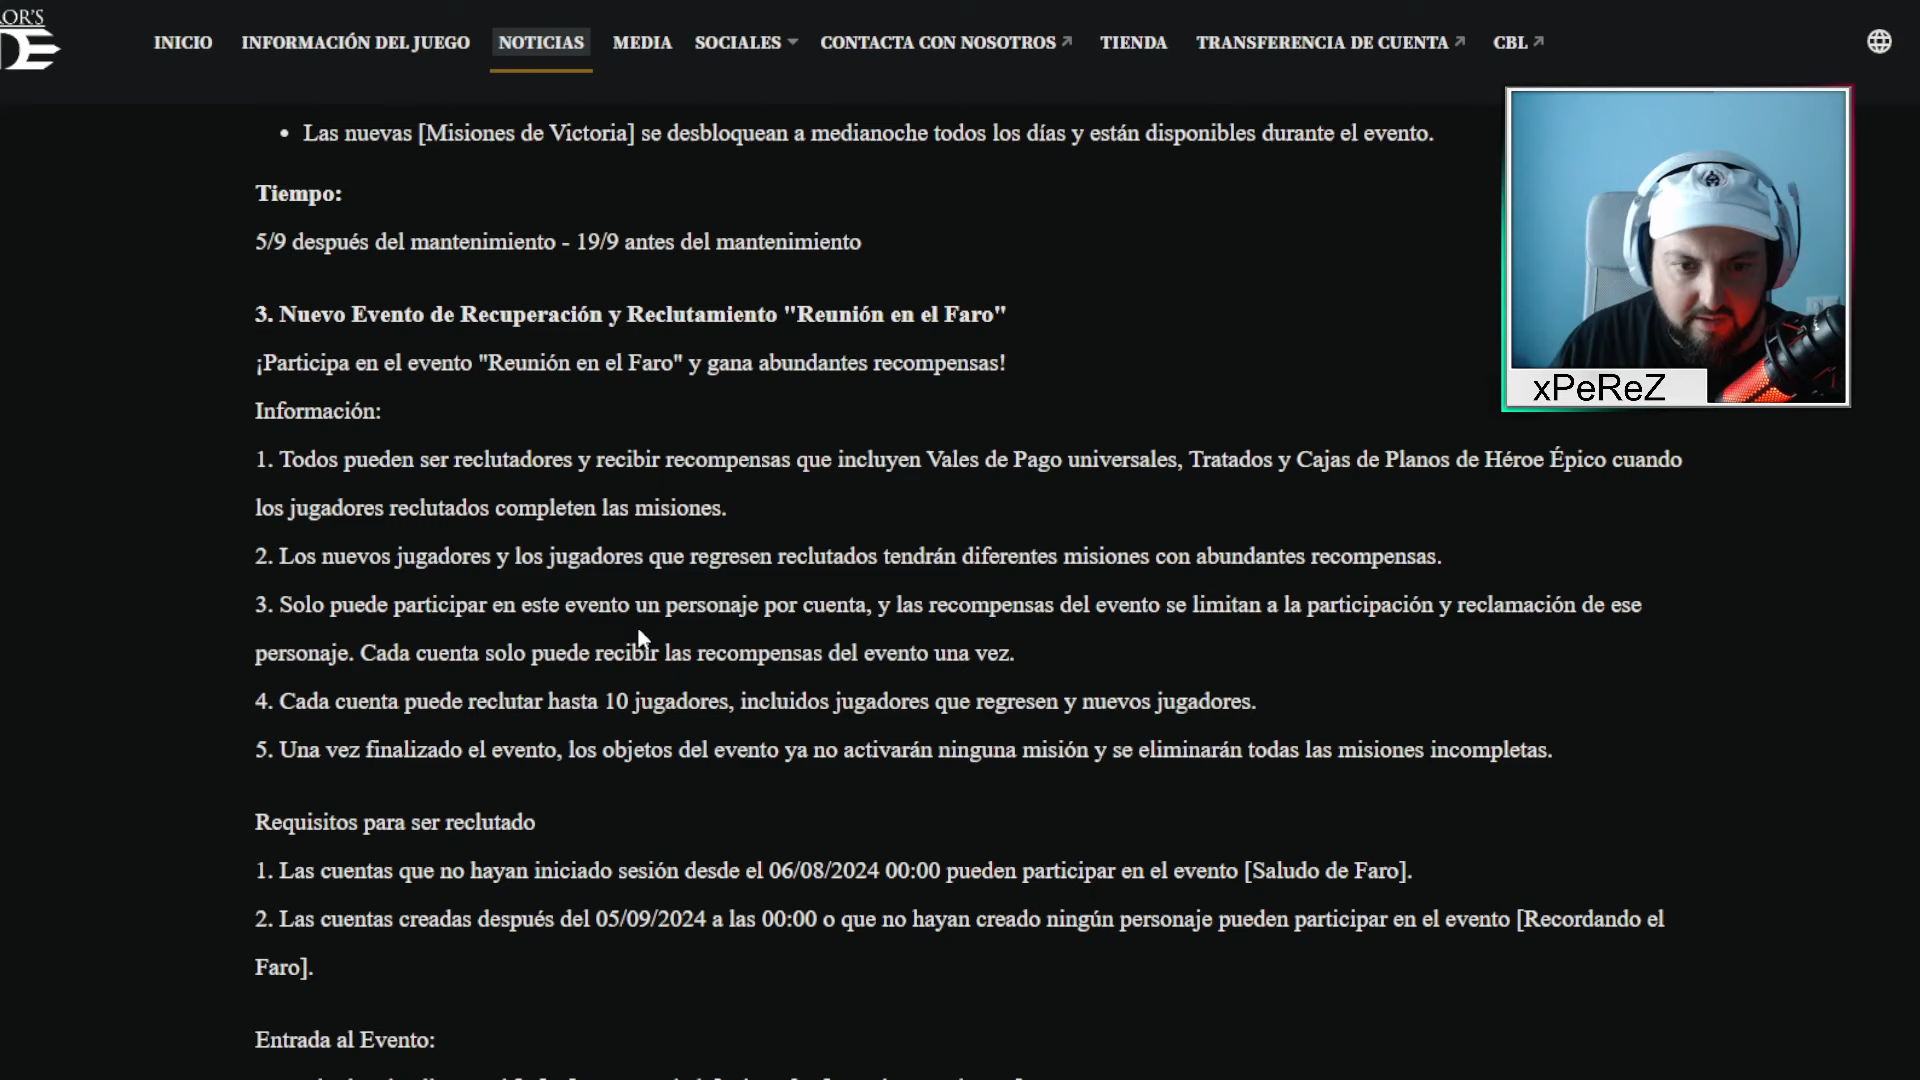 OR'S
DE
INICIO INFORMACIÓN DEL JUEGO NOTICIAS MEDIA SOCIALES CONTACTA CON NOSOTROS TIENDA TRANSFERENCIA DE CUENTA CBL
• Las nuevas [Misiones de Victoria] se desbloquean a medianoche todos los días y están disponibles durante el evento.
Tiempo:
5/9 después del mantenimiento - 19/9 antes del mantenimiento
3. Nuevo Evento de Recuperación y Reclutamiento "Reunión en el Faro"
¡Participa en el evento "Reunión en el Faro" y gana abundantes recompensas!
Información:
1. Todos pueden ser reclutadores y recibir recompensas que incluyen Vales de Pago universales, Tratados y Cajas de Planos de Héroe Épico cuando
los jugadores reclutados completen las misiones.
2. Los nuevos jugadores y los jugadores que regresen reclutados tendrán diferentes misiones con abundantes recompensas.
3. Solo puede participar en este evento un personaje por cuenta, y las recompensas del evento se limitan a la participación y reclamación de ese
personaje. Cada cuenta solo puede recibir las recompensas del evento una vez.
4. Cada cuenta puede reclutar hasta 10 jugadores, incluidos jugadores que regresen y nuevos jugadores.
5. Una vez finalizado el evento, los objetos del evento ya no activarán ninguna misión y se eliminarán todas las misiones incompletas.
Requisitos para ser reclutado
1. Las cuentas que no hayan iniciado sesión desde el 06/08/2024 00:00 pueden participar en el evento [Saludo de Faro].
2. Las cuentas creadas después del 05/09/2024 a las 00:00 o que no hayan creado ningún personaje pueden participar en el evento [Recordando el
Faro].
Entrada al Evento:
xPeReZ